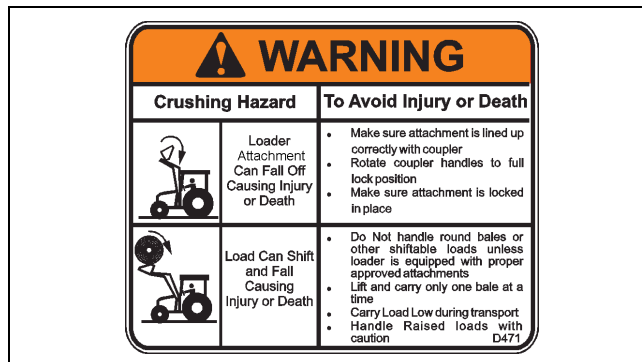 WARNING
Crushing Hazard
To Avoid Injury or Death
Loader
Attachment
Can Fall Off
Causing Injury
or Death
• Make sure attachment is lined up
correctly with coupler
• Rotate coupler handles to full
lock position
• Make sure attachment is locked
in place
Load Can Shift
and Fall
Causing
Injury or Death
• Do Not handle round bales or
other shiftable loads unless
loader is equipped with proper
approved attachments
• Lift and carry only one bale at a
time
• Carry Load Low during transport
• Handle Raised loads with
caution D471